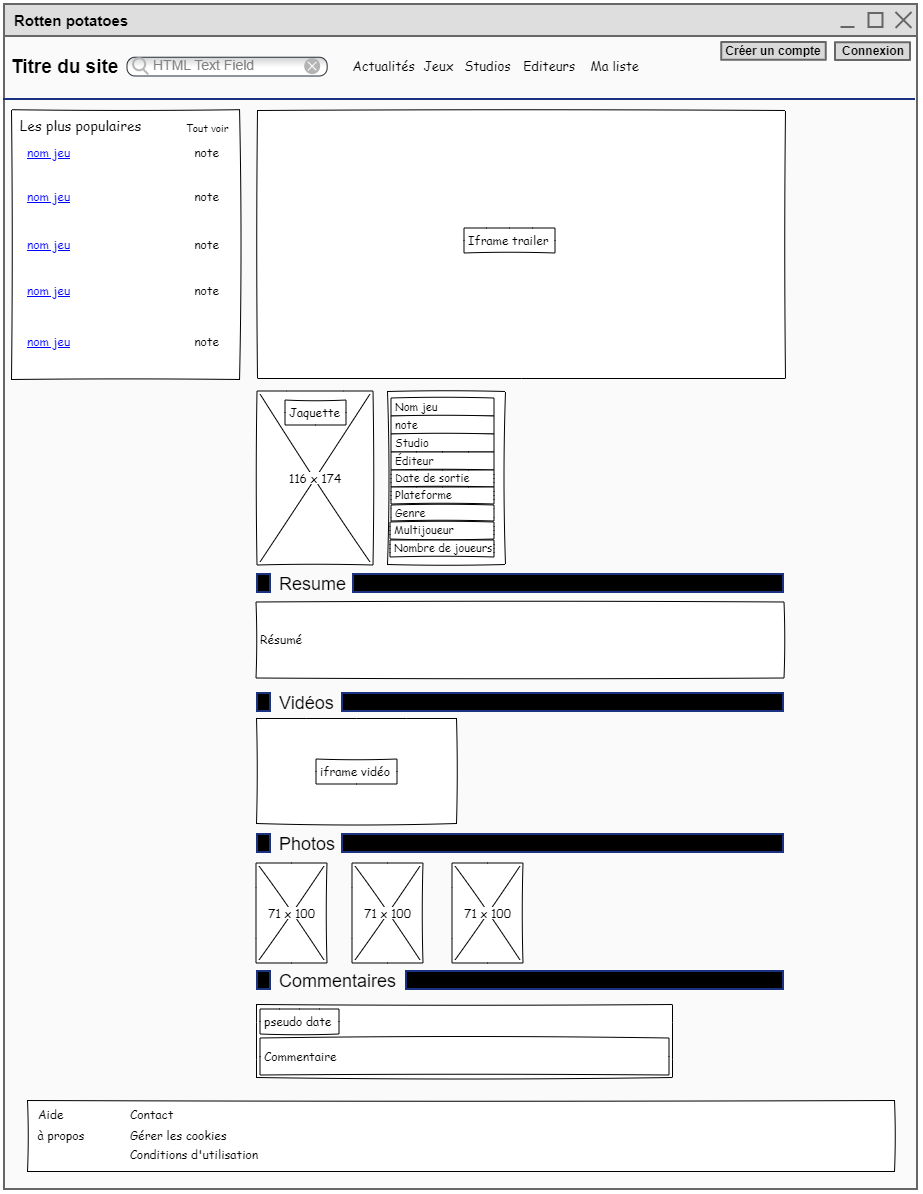 Rotten potatoes
Créer un compte Connexion
Titre du site HTML Text Field Actualités Jeux Studios Editeurs Ma liste
Les plus populaires Tout voir
nom jeu note
nom jeu note
nom jeu note
nom jeu note
nom jeu note
Iframe trailer
Jaquette
116 x 174
Nom jeu
note
Studio
Éditeur
Date de sortie
Plateforme
Genre
Multijoueur
Nombre de joueurs
Resume
Résumé
Vidéos
iframe vidéo
Photos
71 x 100 71 x 100 71 x 100
Commentaires
pseudo date
Commentaire
Aide Contact
à propos Gérer les cookies
Conditions d'utilisation